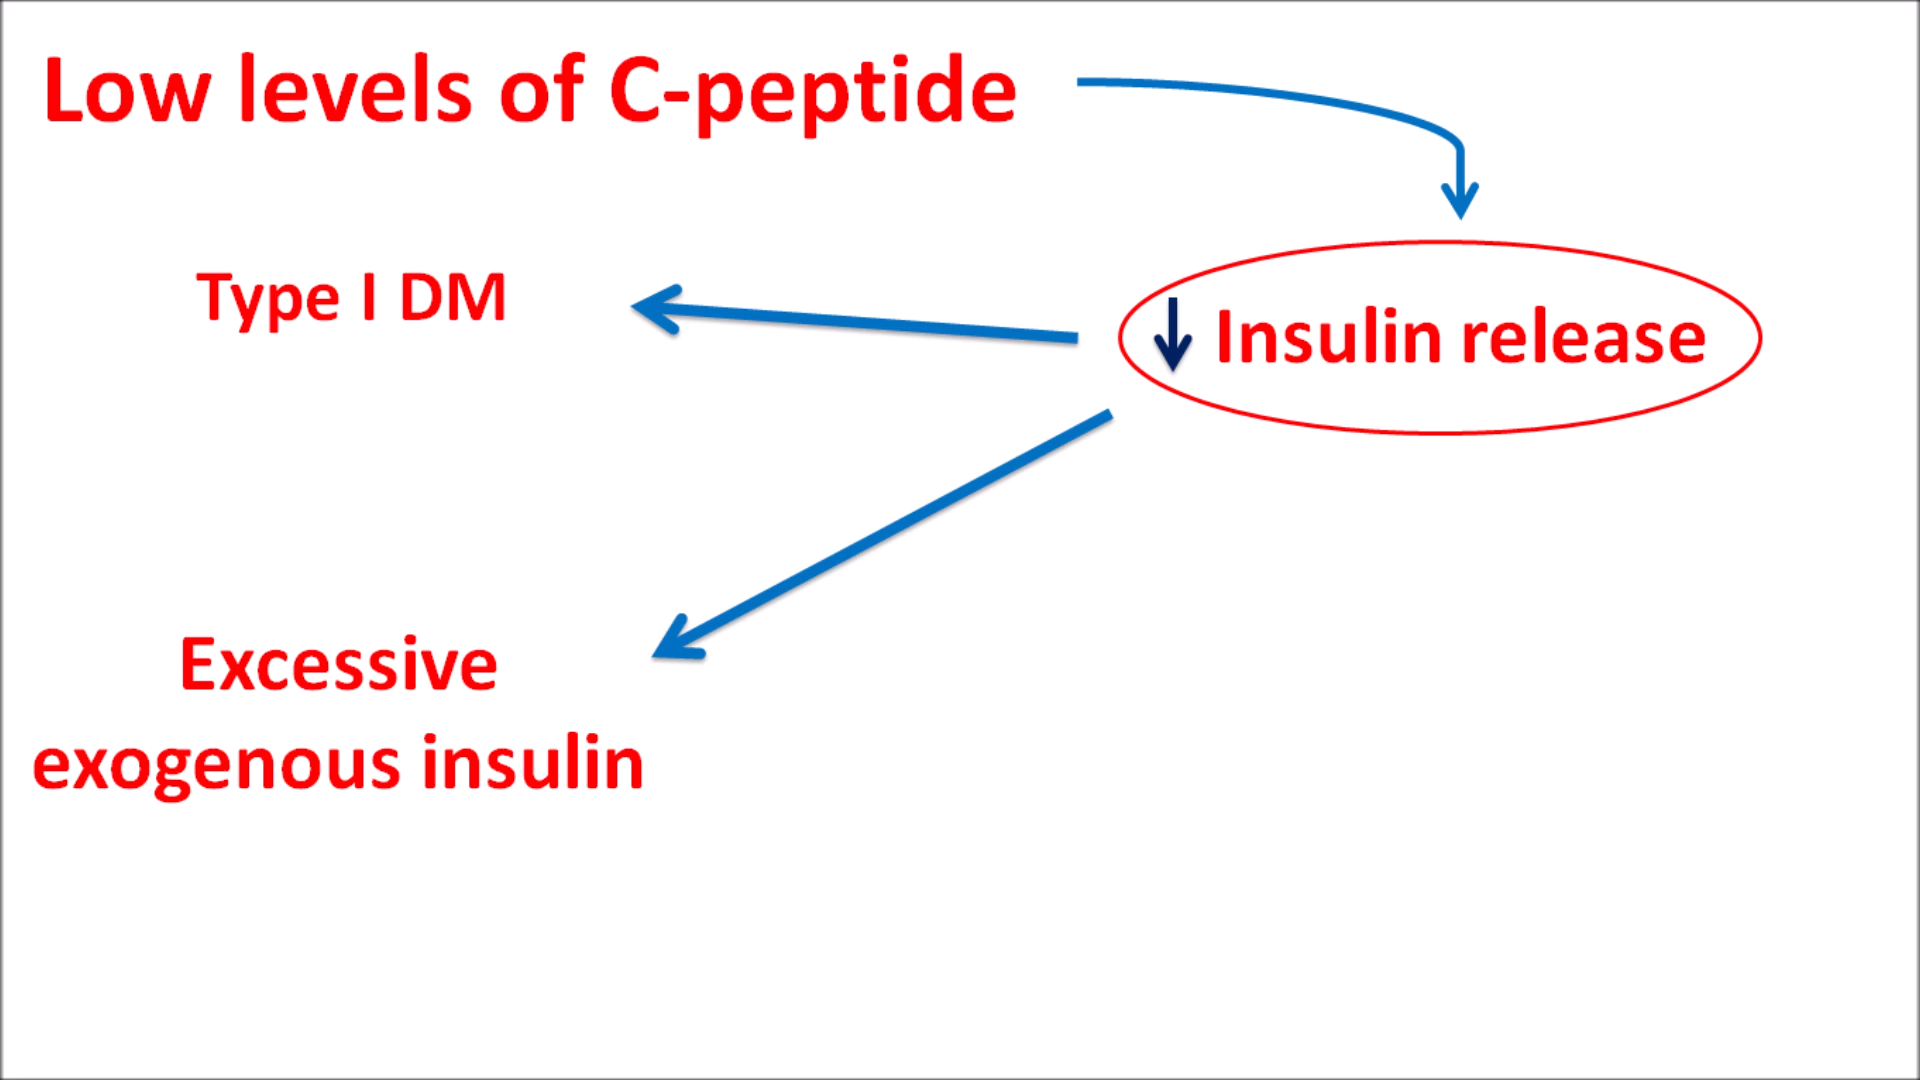 Low levels of C-peptide
Type I DM
Insulin release
Excessive
exogenous insulin